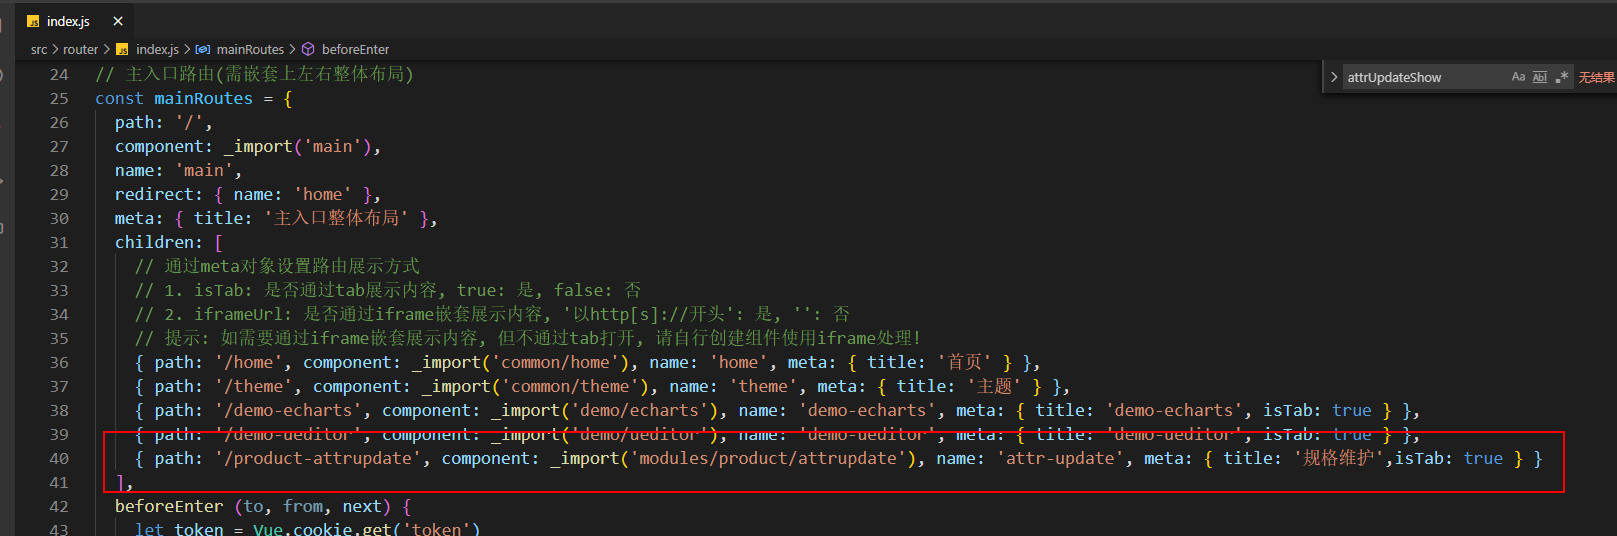 JS index.js ×
src > router > JS index.js > mainRoutes > beforeEnter
attrUpdateShow Aa Abl .* 无结果
24 // 主入口路由(需嵌套上左右整体布局)
25 const mainRoutes = {
26 path: '/',
27 component: _import('main'),
28 name: 'main',
29 redirect: { name: 'home' },
30 meta: { title: '主入口整体布局' },
31 children: [
32 // 通过meta对象设置路由展示方式
33 // 1. isTab: 是否通过tab展示内容, true: 是, false: 否
34 // 2. iframeUrl: 是否通过iframe嵌套展示内容, '以http[s]://开头': 是, '': 否
35 // 提示: 如需要通过iframe嵌套展示内容, 但不通过tab打开, 请自行创建组件使用iframe处理!
36 { path: '/home', component: _import('common/home'), name: 'home', meta: { title: '首页' } },
37 { path: '/theme', component: _import('common/theme'), name: 'theme', meta: { title: '主题' } },
38 { path: '/demo-echarts', component: _import('demo/echarts'), name: 'demo-echarts', meta: { title: 'demo-echarts', isTab: true } },
39 { path: '/demo-ueditor', component: _import('demo/ueditor'), name: 'demo-ueditor', meta: { title: 'demo-ueditor', isTab: true } },
40 { path: '/product-attrupdate', component: _import('modules/product/attrupdate'), name: 'attr-update', meta: { title: '规格维护',isTab: true } }
41 ],
42 beforeEnter (to, from, next) {
43 let token = Vue.cookie.get('token')